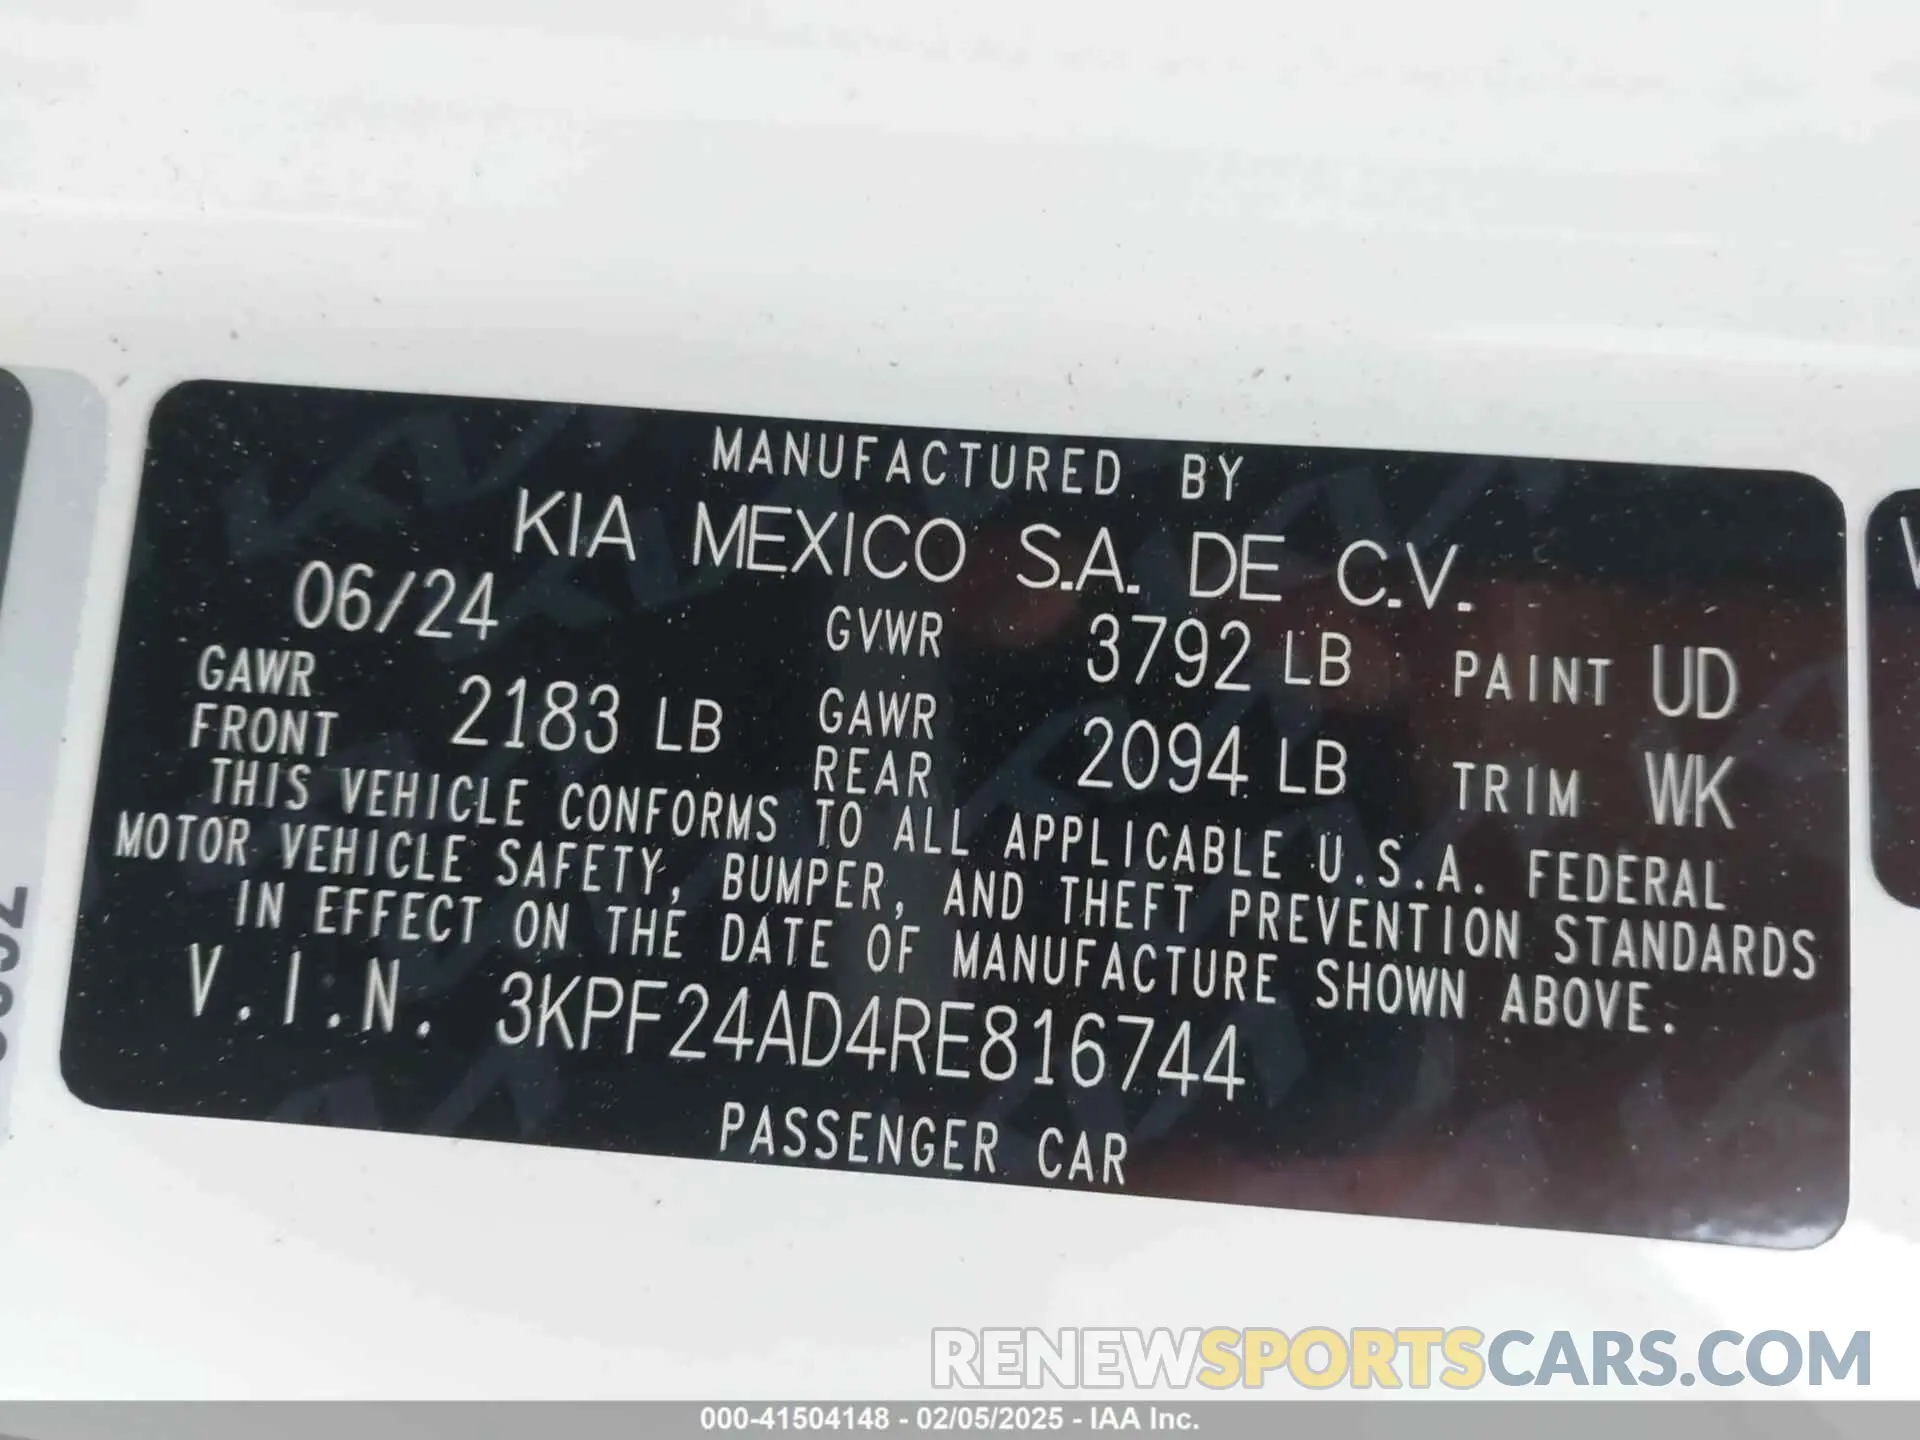 MANUFACTURED BY
KIA MEXICO S.A. DE C.V.
06/24 GVWR 3792 LB PAINT UD
GAWR FRONT 2183 LB GAWR REAR 2094 LB TRIM WK
THIS VEHICLE CONFORMS TO ALL APPLICABLE U.S.A. FEDERAL
MOTOR VEHICLE SAFETY, BUMPER, AND THEFT PREVENTION STANDARDS
IN EFFECT ON THE DATE OF MANUFACTURE SHOWN ABOVE.
V.I.N. 3KPF24AD4RE816744
PASSENGER CAR
RENEWSPORTSCARS.COM
000-41504148 - 02/05/2025 - IAA Inc.